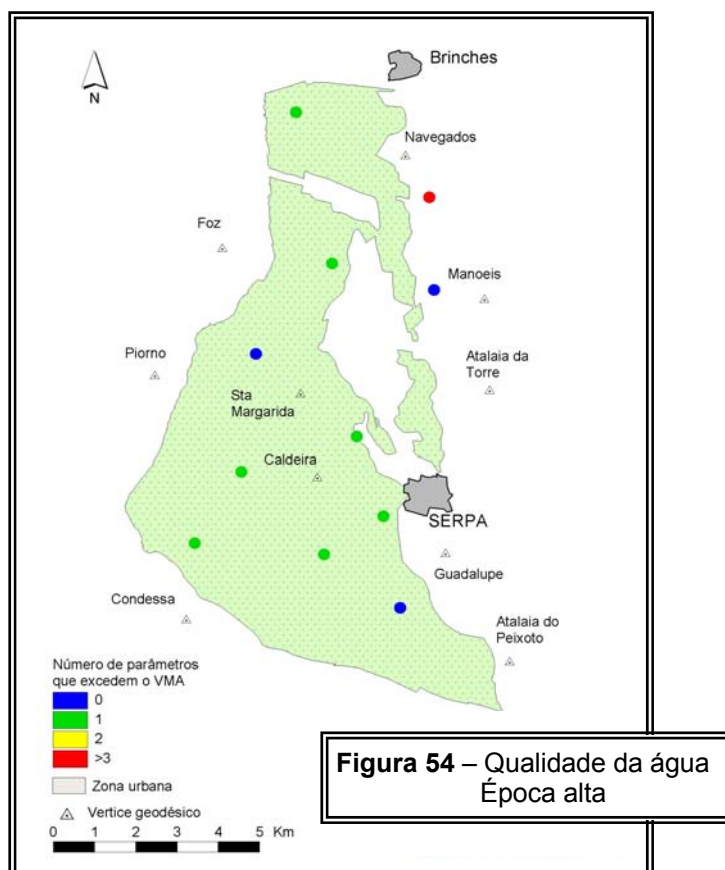 Brinches
N
Navegados
Foz
Manoeis
Piorno
Atalaia da
Torre
Sta
Margarida
Caldeira
SERPA
Guadalupe
Condessa
Atalaia do
Peixoto
Número de parâmetros
que excedem o VMA
0
1
2
>3
Zona urbana
Vertice geodésico
0 1 2 3 4 5 Km
Figura 54 – Qualidade da água
Época alta